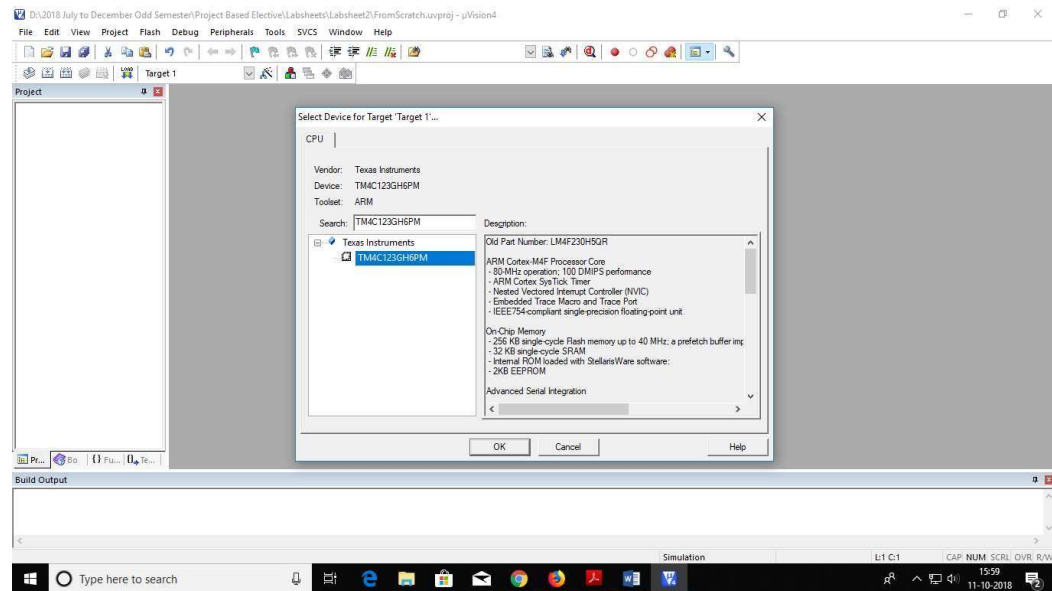 D:\2018 July to December Odd Semester\Project Based Elective\Labsheets\Labsheet2\FromScratch.uvproj - µVision4
File Edit View Project Flash Debug Peripherals Tools SVCS Window Help
LOAD Target 1
Project
Select Device for Target 'Target 1'...
CPU
Vendor: Texas Instruments
Device: TM4C123GH6PM
Toolset: ARM
Search: TM4C123GH6PM
Description:
Texas Instruments
TM4C123GH6PM
Old Part Number: LM4F230H5QR
ARM Cortex-M4F Processor Core
- 80-MHz operation; 100 DMIPS performance
- ARM Cortex SysTick Timer
- Nested Vectored Interrupt Controller (NVIC)
- Embedded Trace Macro and Trace Port
- IEEE754-compliant single-precision floating-point unit
On-Chip Memory
- 256 KB single-cycle Flash memory up to 40 MHz; a prefetch buffer imp
- 32 KB single-cycle SRAM
- Internal ROM loaded with StellarisWare software:
- 2KB EEPROM
Advanced Serial Integration
OK Cancel Help
Pr... Bo {} Fu... 0 Te...
Build Output
Simulation L:1 C:1 CAP NUM SCRL OVR R/W
Type here to search
15:59
11-10-2018
2